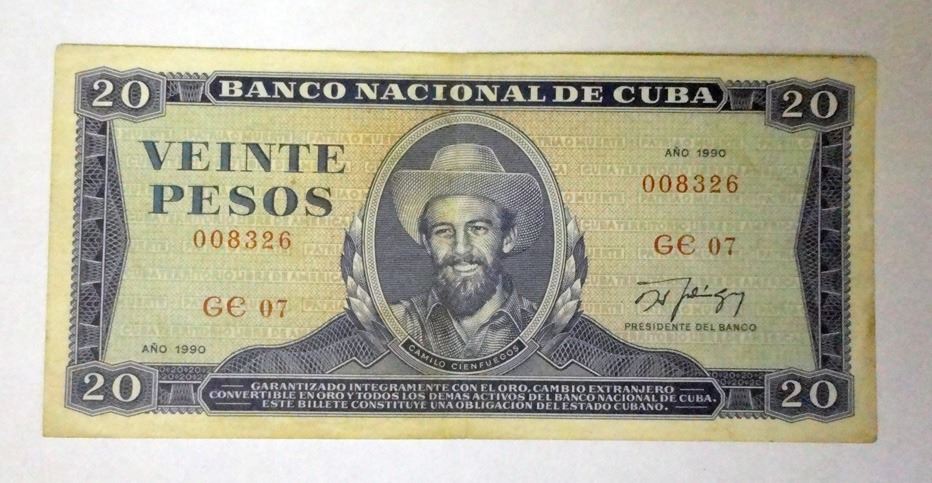 20 BANCO NACIONAL DE CUBA 20
VEINTE
PESOS
008326
GE 07
AÑO 1990
AÑO 1990
008326
GE 07
PRESIDENTE DEL BANCO
CAMILO CIENFUEGOS
20 20
GARANTIZADO INTEGRAMENTE CON EL ORO, CAMBIO EXTRANJERO
CONVERTIBLE EN ORO Y TODOS LOS DEMAS ACTIVOS DEL BANCO NACIONAL DE CUBA.
ESTE BILLETE CONSTITUYE UNA OBLIGACION DEL ESTADO CUBANO.